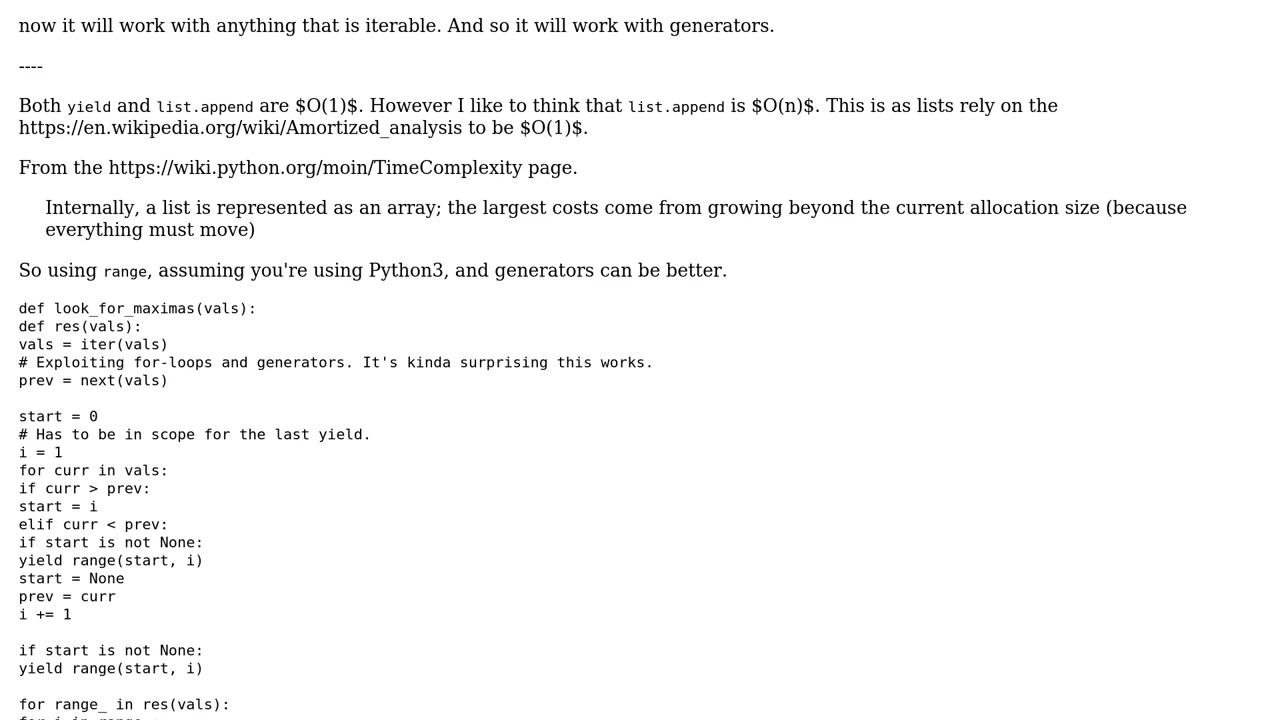 now it will work with anything that is iterable. And so it will work with generators.
----
Both yield and list.append are $O(1)$. However I like to think that list.append is $O(n)$. This is as lists rely on the
https://en.wikipedia.org/wiki/Amortized_analysis to be $O(1)$.
From the https://wiki.python.org/moin/TimeComplexity page.
Internally, a list is represented as an array; the largest costs come from growing beyond the current allocation size (because
everything must move)
So using range, assuming you're using Python3, and generators can be better.
def look_for_maximas(vals):
def res(vals):
vals = iter(vals)
# Exploiting for-loops and generators. It's kinda surprising this works.
prev = next(vals)
start = 0
# Has to be in scope for the last yield.
i = 1
for curr in vals:
if curr > prev:
start = i
elif curr < prev:
if start is not None:
yield range(start, i)
start = None
prev = curr
i += 1
if start is not None:
yield range(start, i)
for range_ in res(vals):